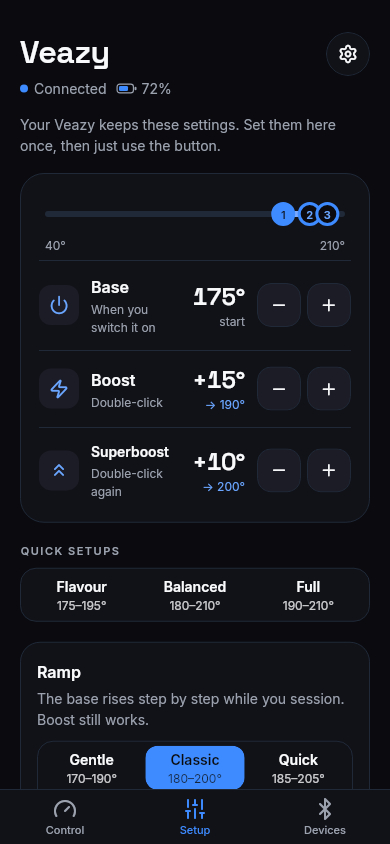 Veazy
Connected 72%
Your Veazy keeps these settings. Set them here
once, then just use the button.
1 2 3
40° 210°
Base
When you
switch it on
175°
start
Boost
Double-click
+15°
→ 190°
Superboost
Double-click
again
+10°
→ 200°
QUICK SETUPS
Flavour Balanced Full
175–195° 180–210° 190–210°
Ramp
The base rises step by step while you session.
Boost still works.
Gentle Classic Quick
170–190° 180–200° 185–205°
Control Setup Devices